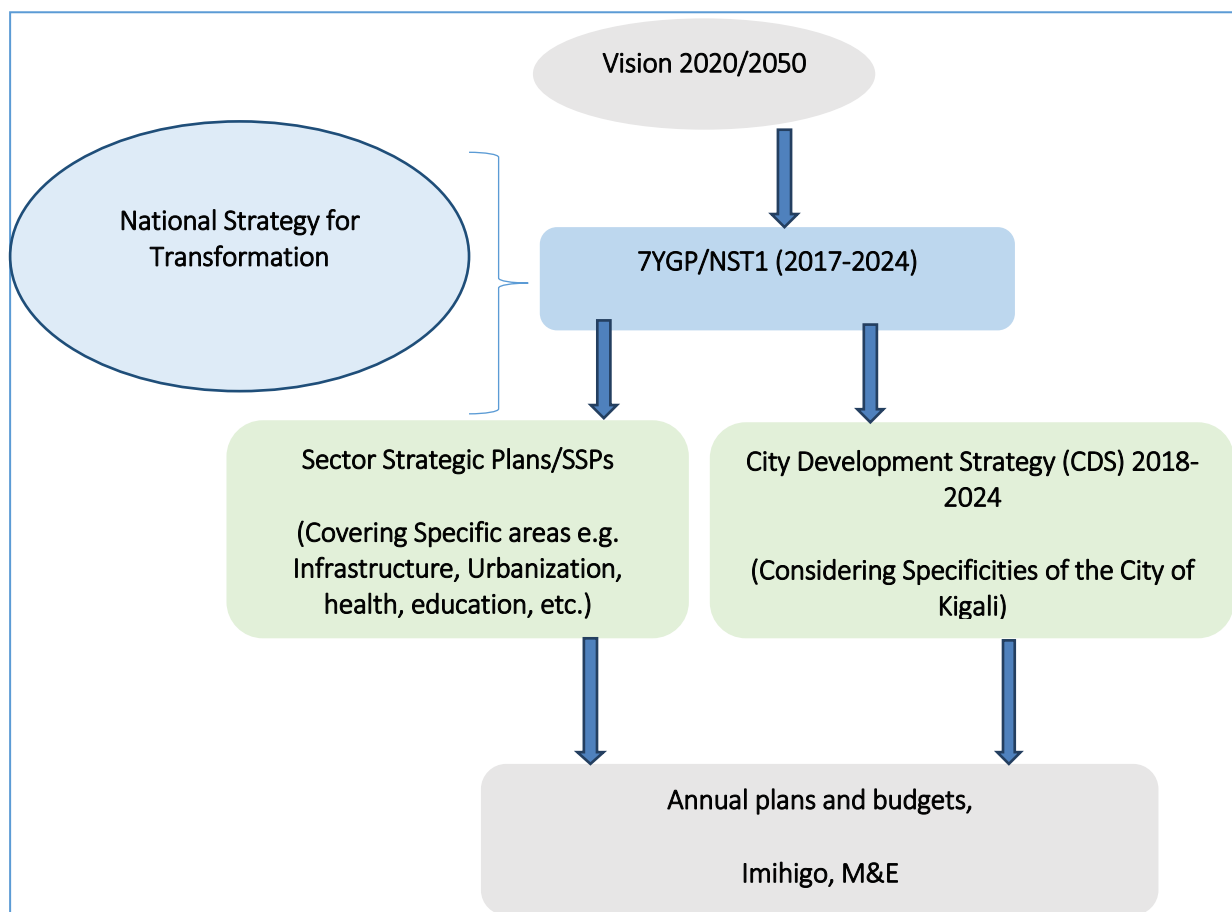 Vision 2020/2050
National Strategy for
Transformation
7YGP/NST1 (2017-2024)
Sector Strategic Plans/SSPs
(Covering Specific areas e.g.
Infrastructure, Urbanization,
health, education, etc.)
City Development Strategy (CDS) 2018-
2024
(Considering Specificities of the City of
Kigali)
Annual plans and budgets,
Imihigo, M&E